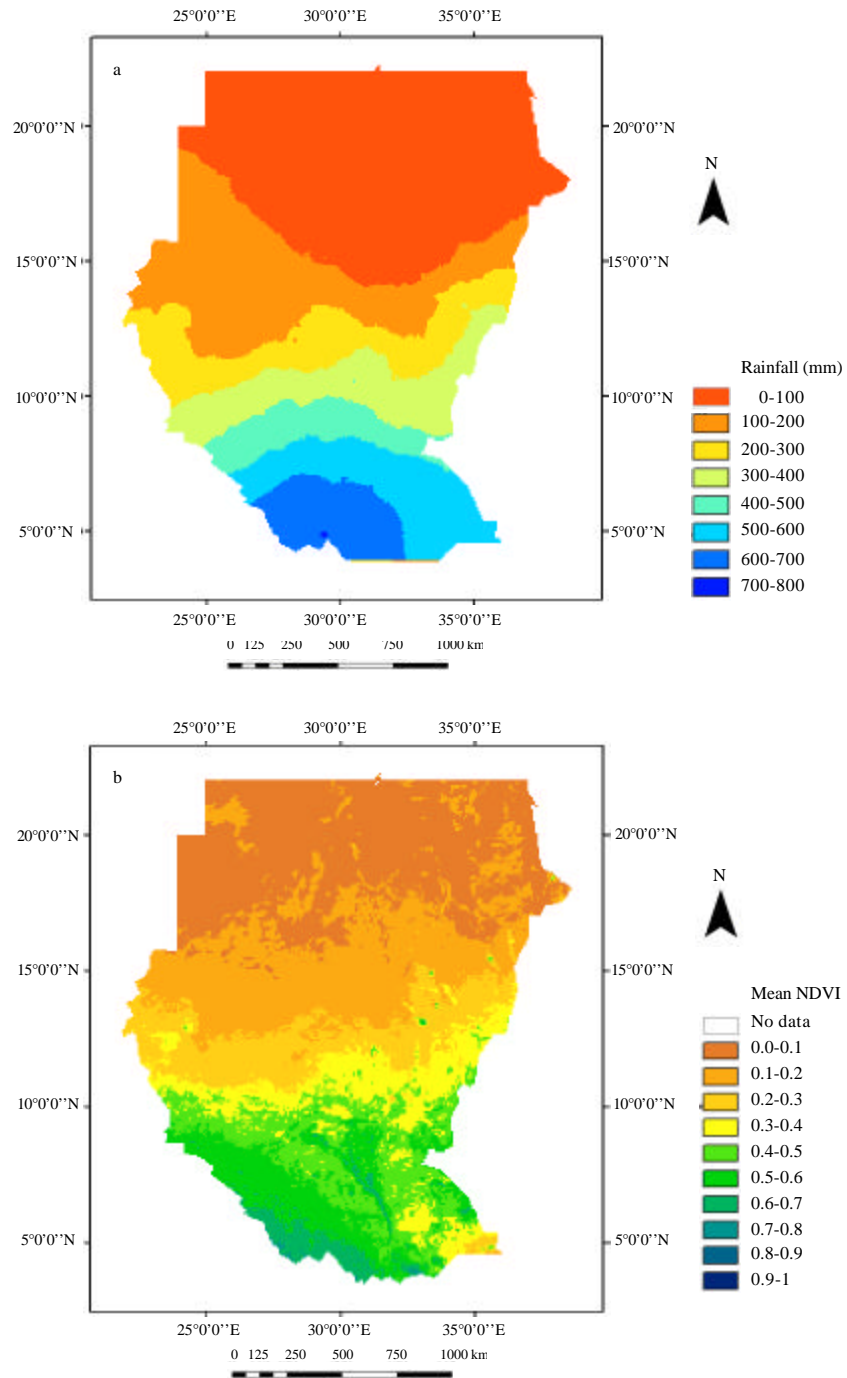 25°0'0''E 30°0'0''E 35°0'0''E
a
20°0'0''N 20°0'0''N
N
15°0'0''N 15°0'0''N
Rainfall (mm)
10°0'0''N 10°0'0''N
0-100
100-200
200-300
300-400
400-500
5°0'0''N 5°0'0''N
500-600
600-700
700-800
25°0'0''E 30°0'0''E 35°0'0''E
0 125 250 500 750 1000 km
25°0'0''E 30°0'0''E 35°0'0''E
b
20°0'0''N 20°0'0''N
N
15°0'0''N 15°0'0''N
Mean NDVI
No data
0.0-0.1
0.1-0.2
10°0'0''N 10°0'0''N
0.2-0.3
0.3-0.4
0.4-0.5
0.5-0.6
0.6-0.7
5°0'0''N 5°0'0''N
0.7-0.8
0.8-0.9
0.9-1
25°0'0''E 30°0'0''E 35°0'0''E
0 125 250 500 750 1000 km